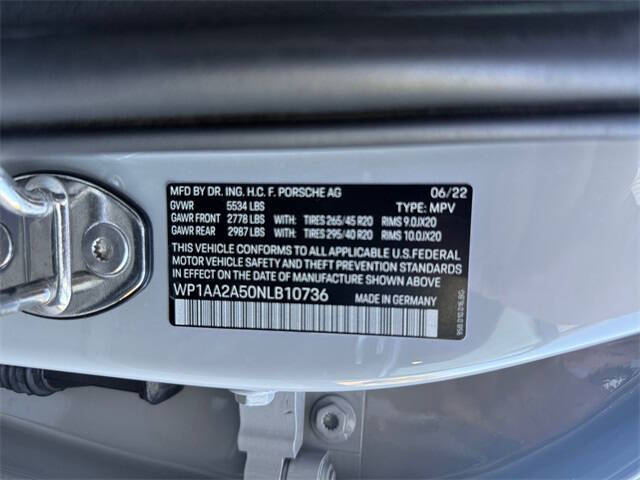 MFD BY DR. ING. H.C. F. PORSCHE AG 06/22
GVWR 5534 LBS TYPE: MPV
GAWR FRONT 2778 LBS WITH: TIRES 265/45 R20 RIMS 9.0JX20
GAWR REAR 2987 LBS WITH: TIRES 295/40 R20 RIMS 10.0JX20
THIS VEHICLE CONFORMS TO ALL APPLICABLE U.S. FEDERAL
MOTOR VEHICLE SAFETY AND THEFT PREVENTION STANDARDS
IN EFFECT ON THE DATE OF MANUFACTURE SHOWN ABOVE
WP1AA2A50NLB10736 MADE IN GERMANY